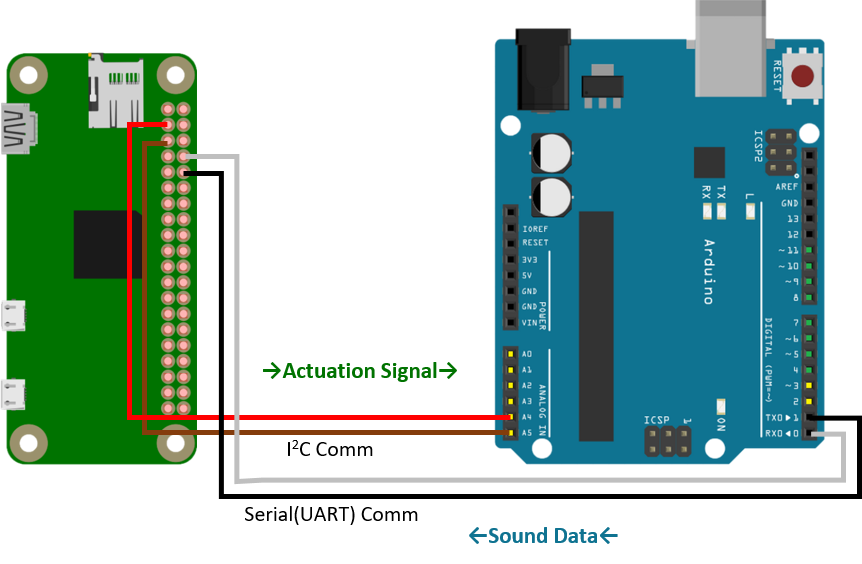 RESET
ICSP2
AREF
GND
13
12
~11
~10
~9
8
RX
TX
L
Arduino
IOREF
RESET
3V3
5V
GND
GND
VIN
POWER
7
~6
~5
4
~3
2
TX0▶1
RX0◀0
DIGITAL (PWM=~)
A0
A1
A2
A3
A4
A5
ANALOG IN
ICSP
1
ON
→Actuation Signal→
I²C Comm
Serial(UART) Comm
←Sound Data←